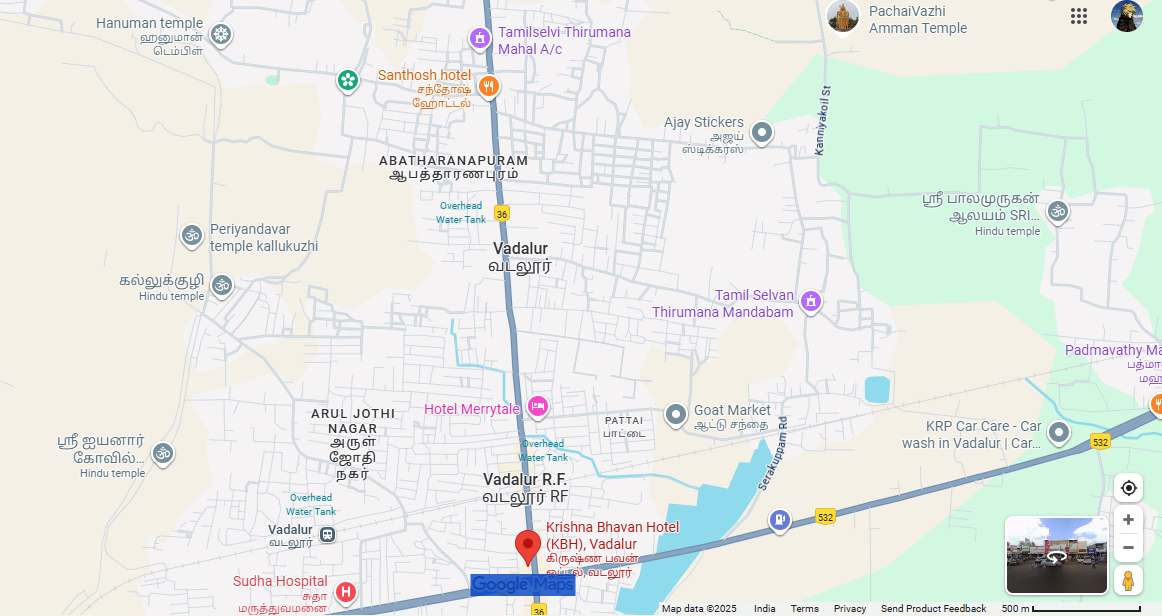 Hanuman temple
ஹனுமான்
டெம்பிள்
Tamilselvi Thirumana
Mahal A/c
PachaiVazhi
Amman Temple
Santhosh hotel
சந்தோஷ்
ஹோட்டல்
Kanniyakoil St
Ajay Stickers
அஜய்
ஸ்டிக்கரஸ்
ABATHARANAPURAM
ஆபத்தாரணபுரம்
Overhead
Water Tank
36
ஸ்ரீ பாலமுருகன்
ஆலயம் SRI...
Hindu temple
Periyandavar
temple kallukuzhi
Vadalur
வடலூர்
கல்லுக்குழி
Hindu temple
Tamil Selvan
Thirumana Mandabam
Padmavathy Ma
பத்மா
மஹ
Hotel Merrytale
ARUL JOTHI
NAGAR
அருள்
ஜோதி
நகர்
PATTAI
பாட்டை
Goat Market
ஆட்டு சந்தை
KRP Car Care - Car
wash in Vadalur | Car...
532
ஸ்ரீ ஐயனார்
கோவில்...
Hindu temple
Overhead
Water Tank
Serakuppam Rd
Vadalur R.F.
வடலூர் RF
Overhead
Water Tank
Vadalur
வடலூர்
532
Krishna Bhavan Hotel
(KBH), Vadalur
கிருஷ்ண பவன்
ஓட்டல், வடலூர்
Sudha Hospital
சுதா
மருத்துவமனை
H
Google Maps
36
Map data ©2025
India
Terms
Privacy
Send Product Feedback
500 m